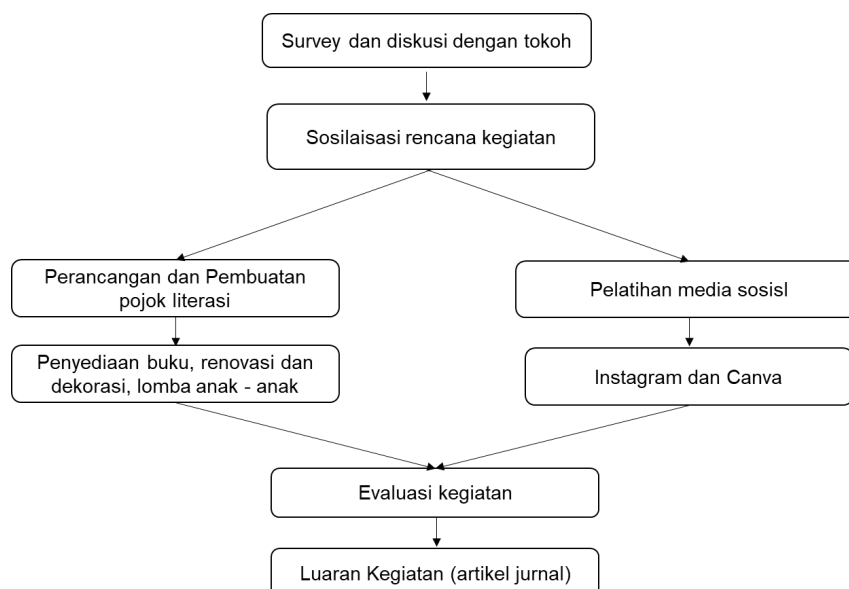 Survey dan diskusi dengan tokoh
Sosilaisasi rencana kegiatan
Perancangan dan Pembuatan
pojok literasi
Pelatihan media sosisl
Penyediaan buku, renovasi dan
dekorasi, lomba anak - anak
Instagram dan Canva
Evaluasi kegiatan
Luaran Kegiatan (artikel jurnal)